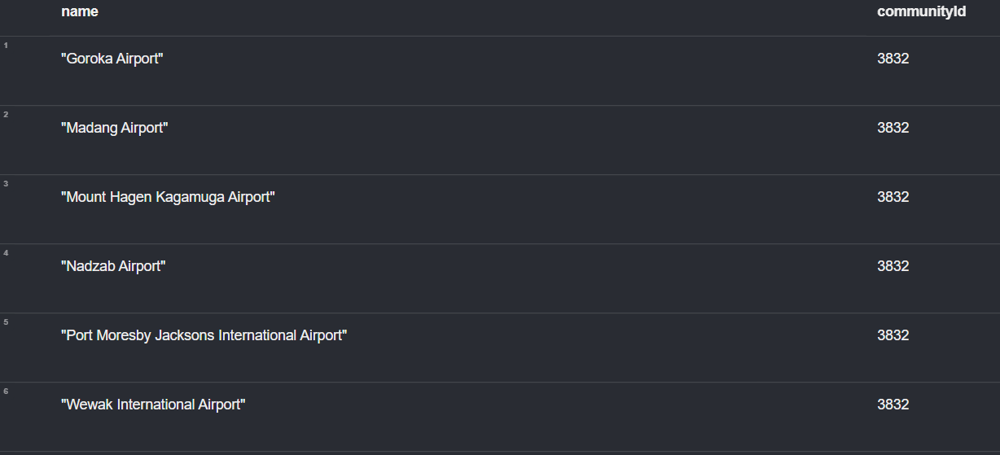 name communityId
1
"Goroka Airport" 3832
2
"Madang Airport" 3832
3
"Mount Hagen Kagamuga Airport" 3832
4
"Nadzab Airport" 3832
5
"Port Moresby Jacksons International Airport" 3832
6
"Wewak International Airport" 3832